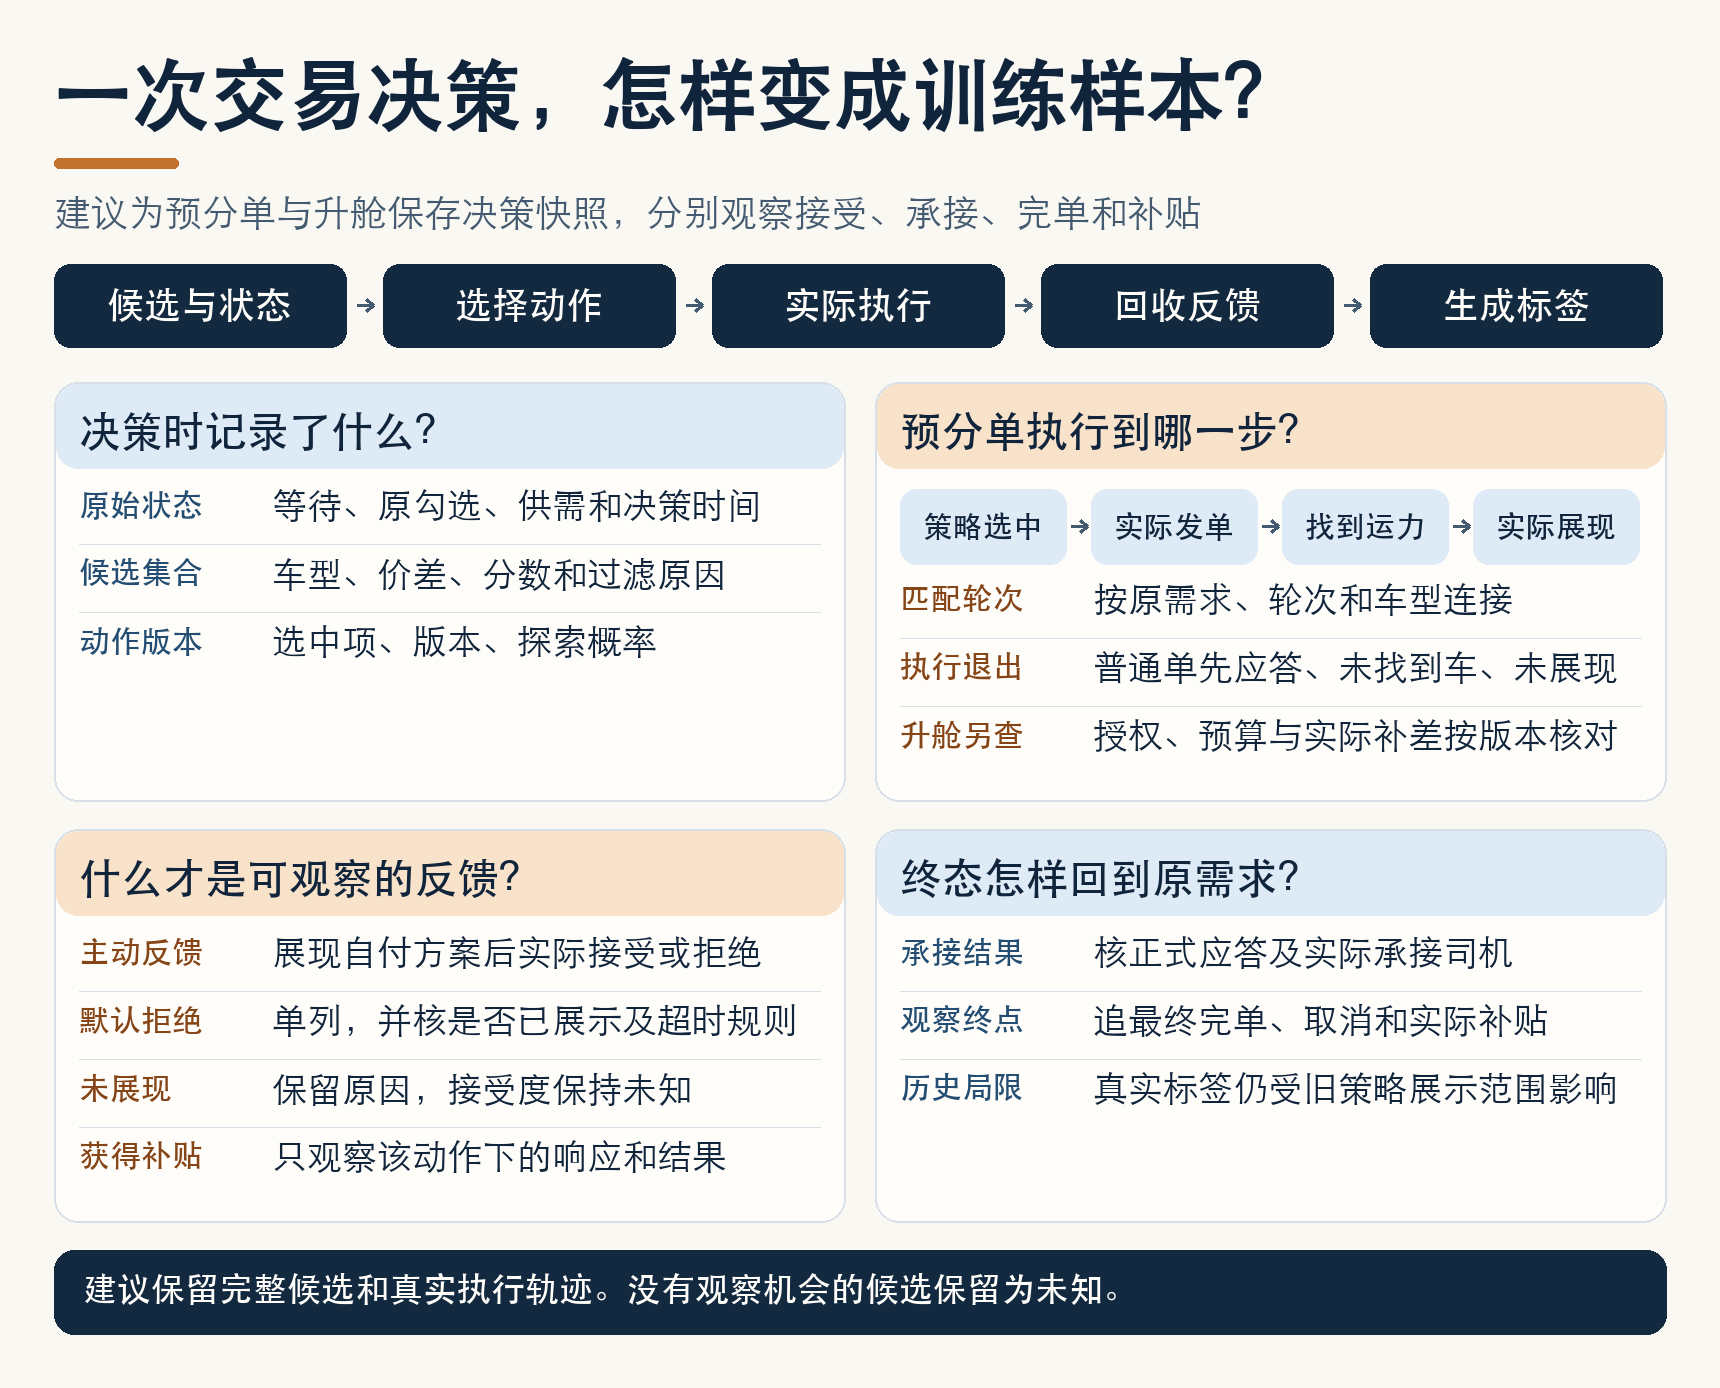 一次交易决策，怎样变成训练样本？
建议为预分单与升舱保存决策快照，分别观察接受、承接、完单和补贴
候选与状态 → 选择动作 → 实际执行 → 回收反馈 → 生成标签
决策时记录了什么？
原始状态 等待、原勾选、供需和决策时间
候选集合 车型、价差、分数和过滤原因
动作版本 选中项、版本、探索概率
预分单执行到哪一步？
策略选中 → 实际发单 → 找到运力 → 实际展现
匹配轮次 按原需求、轮次和车型连接
执行退出 普通单先应答、未找到车、未展现
升舱另查 授权、预算与实际补差按版本核对
什么才是可观察的反馈？
主动反馈 展现自付方案后实际接受或拒绝
默认拒绝 单列，并核是否已展示及超时规则
未展现 保留原因，接受度保持未知
获得补贴 只观察该动作下的响应和结果
终态怎样回到原需求？
承接结果 核正式应答及实际承接司机
观察终点 追最终完单、取消和实际补贴
历史局限 真实标签仍受旧策略展示范围影响
建议保留完整候选和真实执行轨迹。没有观察机会的候选保留为未知。